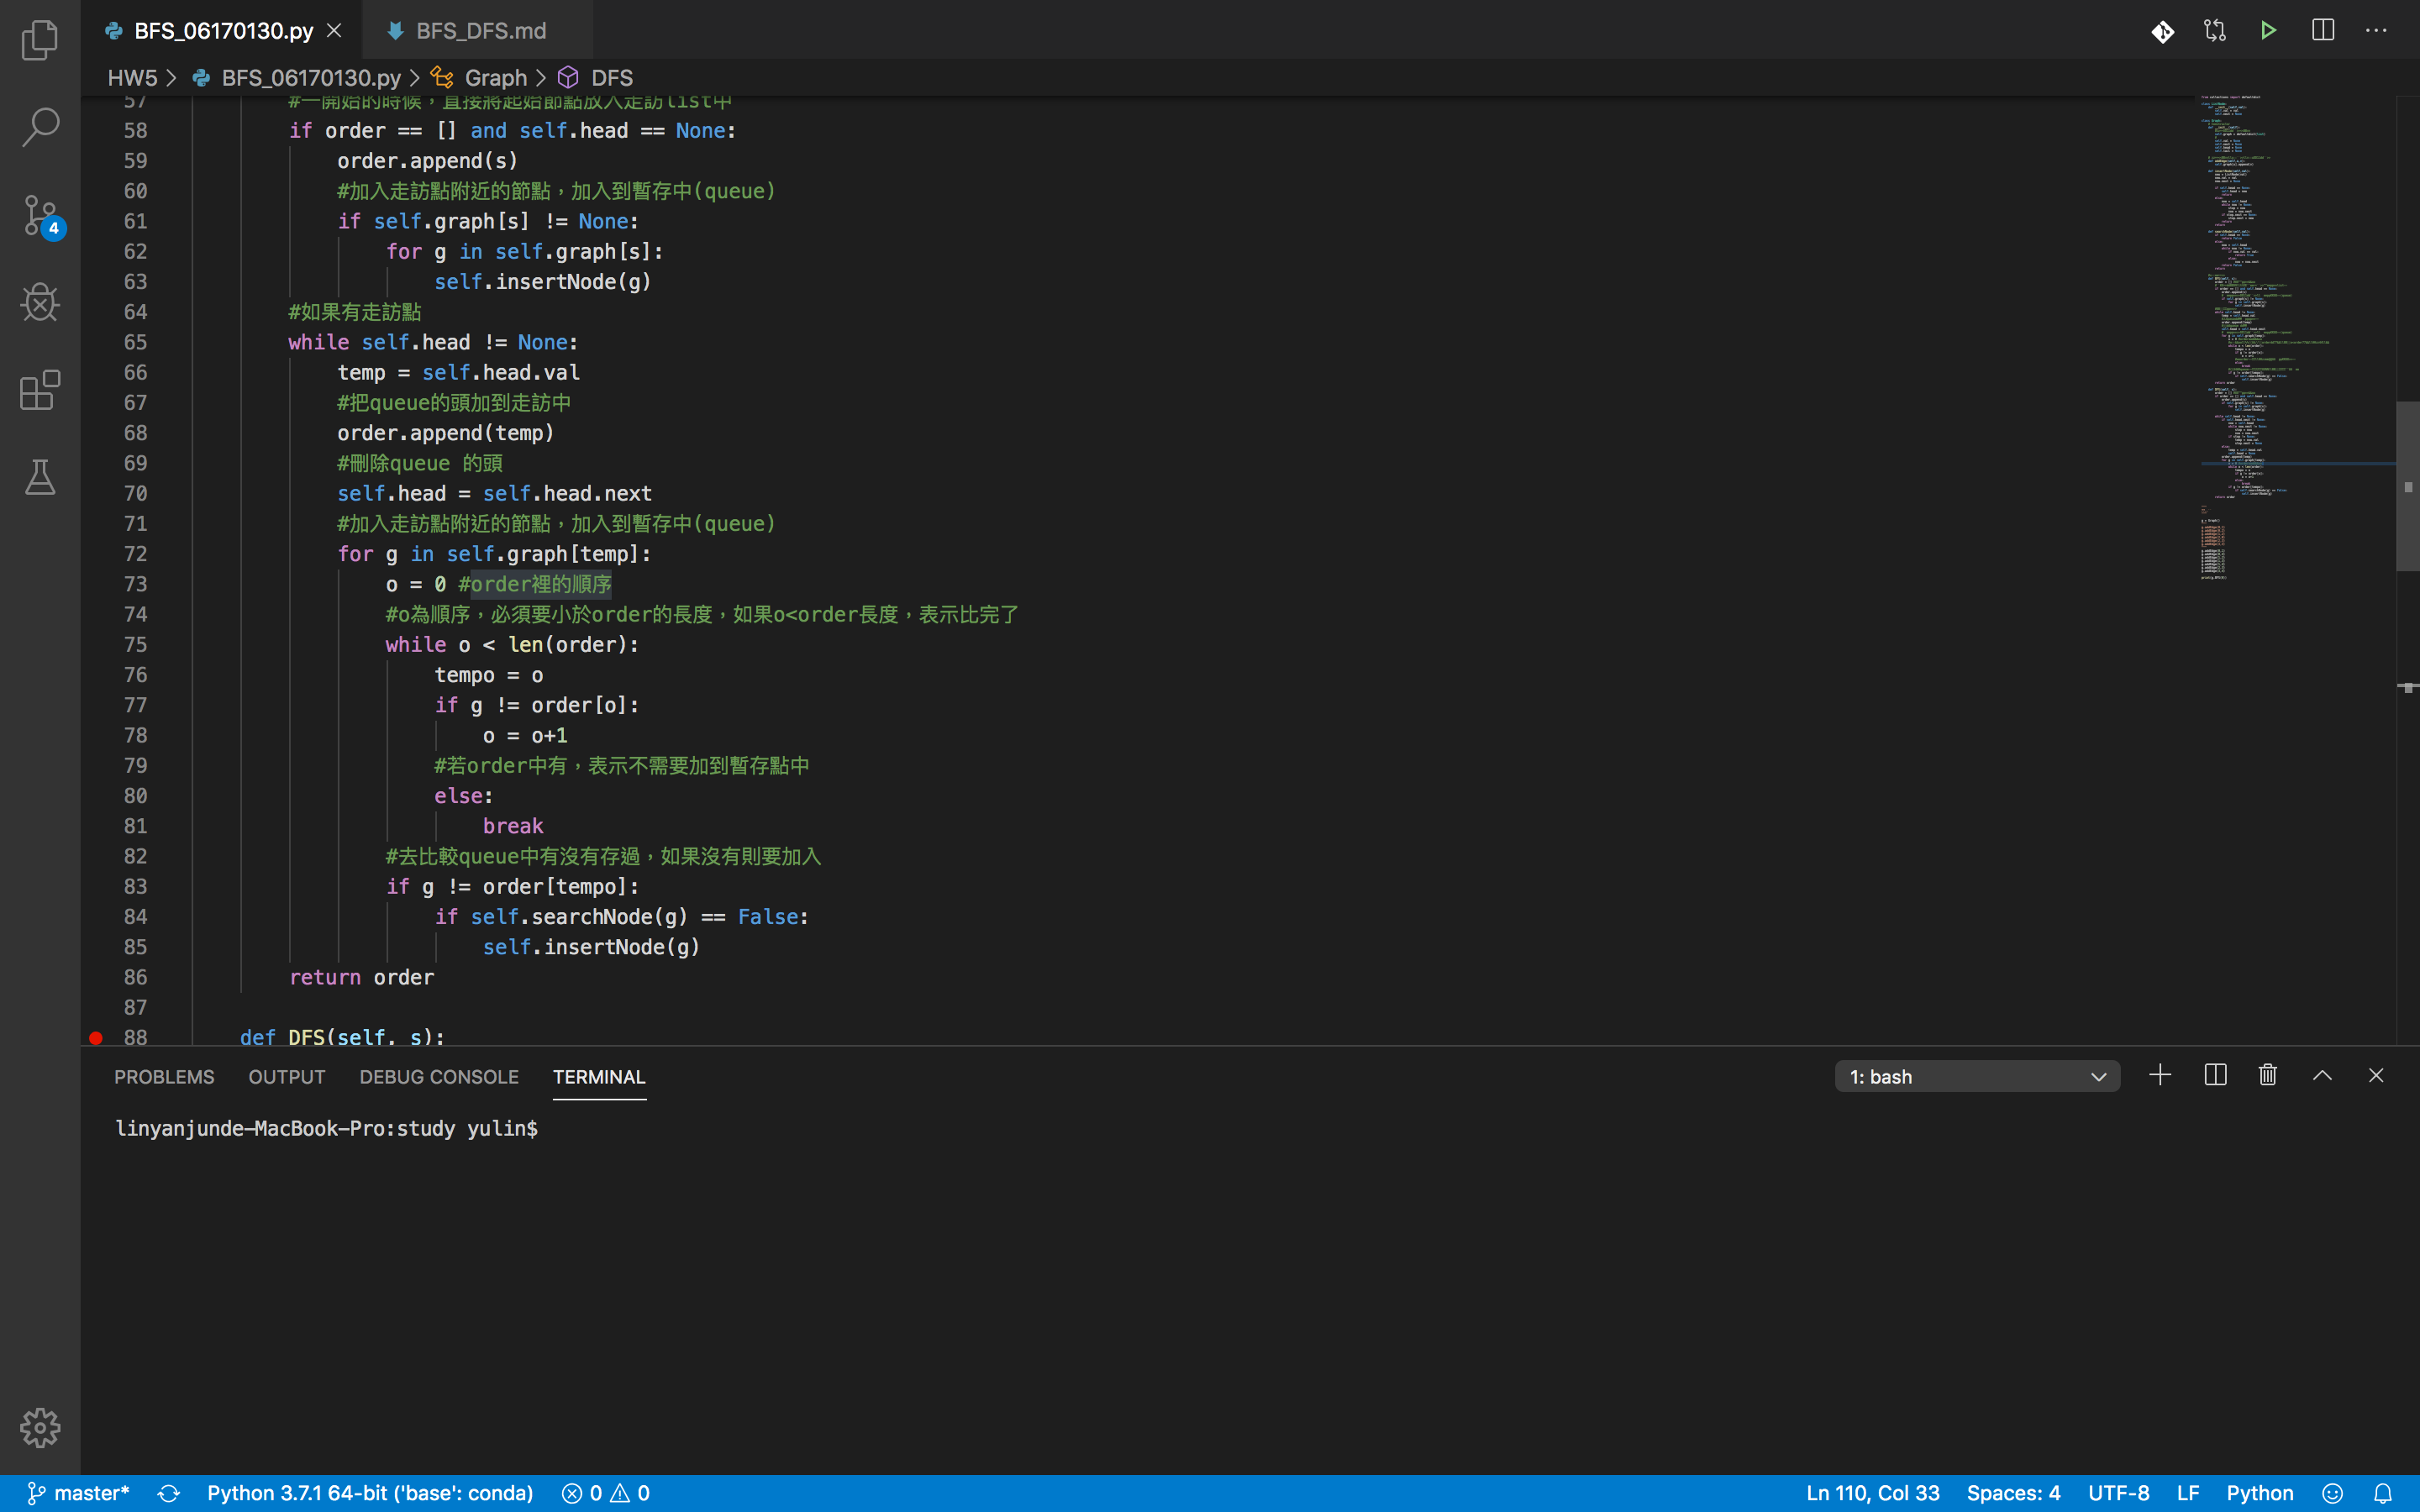 BFS_06170130.py
BFS_DFS.md
HW5 > BFS_06170130.py > Graph > DFS
57 #一開始的時候，直接將起始節點放入走訪list中
58 if order == [] and self.head == None:
59 order.append(s)
60 #加入走訪點附近的節點，加入到暫存中(queue)
61 if self.graph[s] != None:
62 for g in self.graph[s]:
63 self.insertNode(g)
64 #如果有走訪點
65 while self.head != None:
66 temp = self.head.val
67 #把queue的頭加到走訪中
68 order.append(temp)
69 #刪除queue 的頭
70 self.head = self.head.next
71 #加入走訪點附近的節點，加入到暫存中(queue)
72 for g in self.graph[temp]:
73 o = 0 #order裡的順序
74 #o為順序，必須要小於order的長度，如果o<order長度，表示比完了
75 while o < len(order):
76 tempo = o
77 if g != order[o]:
78 o = o+1
79 #若order中有，表示不需要加到暫存點中
80 else:
81 break
82 #去比較queue中有沒有存過，如果沒有則要加入
83 if g != order[tempo]:
84 if self.searchNode(g) == False:
85 self.insertNode(g)
86 return order
87
88 def DFS(self, s):
4
PROBLEMS OUTPUT DEBUG CONSOLE TERMINAL
1: bash
linyanjunde-MacBook-Pro:study yulin$
master* Python 3.7.1 64-bit ('base': conda) 0 0 Ln 110, Col 33 Spaces: 4 UTF-8 LF Python